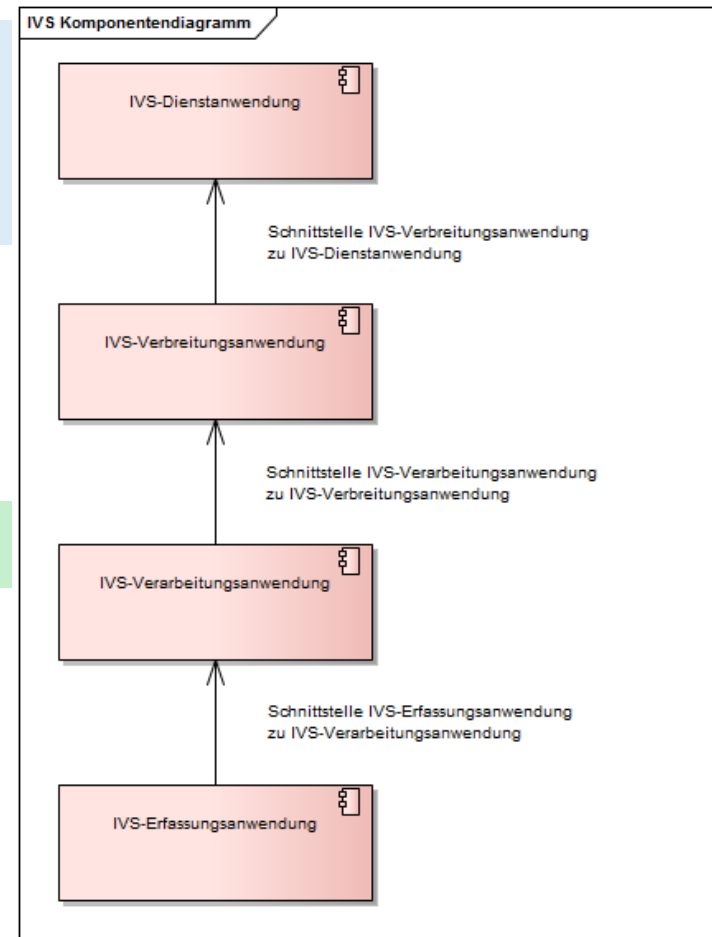 IVS Komponentendiagramm
IVS-Dienstanwendung
Schnittstelle IVS-Verbreitungsanwendung
zu IVS-Dienstanwendung
IVS-Verbreitungsanwendung
Schnittstelle IVS-Verarbeitungsanwendung
zu IVS-Verbreitungsanwendung
IVS-Verarbeitungsanwendung
Schnittstelle IVS-Erfassungsanwendung
zu IVS-Verarbeitungsanwendung
IVS-Erfassungsanwendung